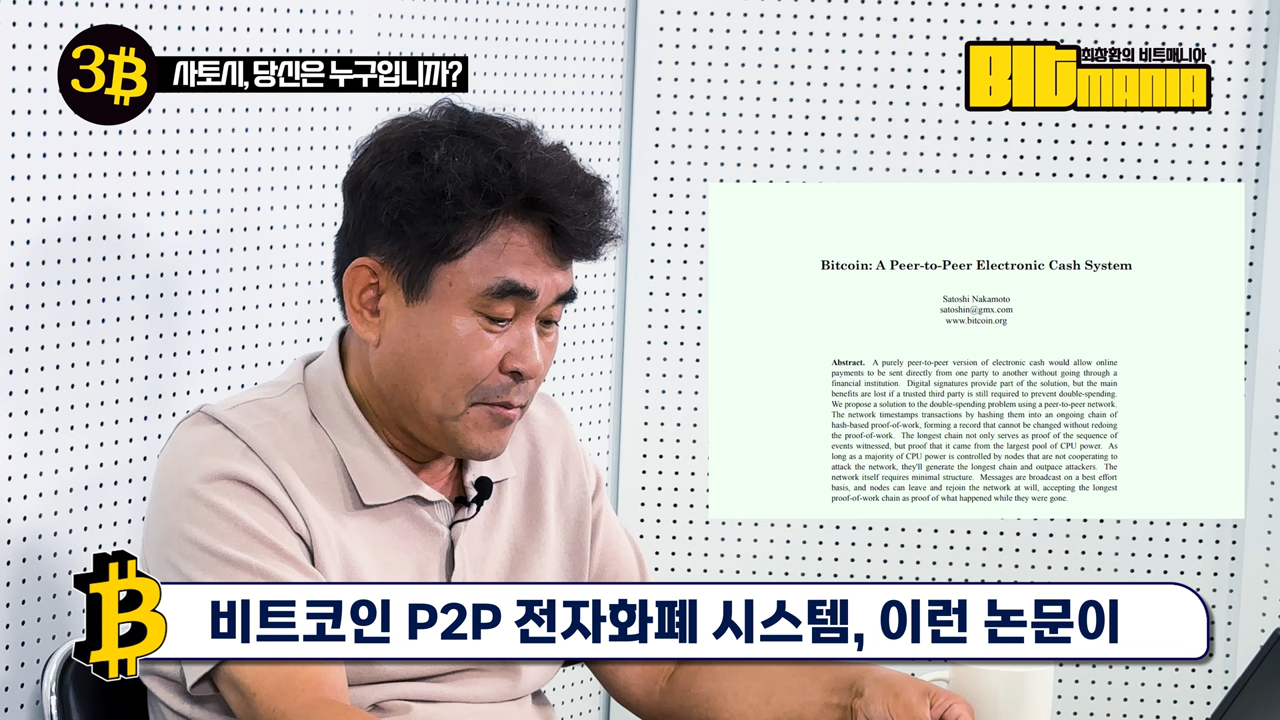 3₿ 사토시, 당신은 누구입니까?
최창환의 비트매니아
BIT MANIA
Bitcoin: A Peer-to-Peer Electronic Cash System
Satoshi Nakamoto
satoshin@gmx.com
www.bitcoin.org
Abstract. A purely peer-to-peer version of electronic cash would allow online
payments to be sent directly from one party to another without going through a
financial institution. Digital signatures provide part of the solution, but the main
benefits are lost if a trusted third party is still required to prevent double-spending.
We propose a solution to the double-spending problem using a peer-to-peer network.
The network timestamps transactions by hashing them into an ongoing chain of
hash-based proof-of-work, forming a record that cannot be changed without redoing
the proof-of-work. The longest chain not only serves as proof of the sequence of
events witnessed, but proof that it came from the largest pool of CPU power. As
long as a majority of CPU power is controlled by nodes that are not cooperating to
attack the network, they'll generate the longest chain and outpace attackers. The
network itself requires minimal structure. Messages are broadcast on a best effort
basis, and nodes can leave and rejoin the network at will, accepting the longest
proof-of-work chain as proof of what happened while they were gone.
₿ 비트코인 P2P 전자화폐 시스템, 이런 논문이